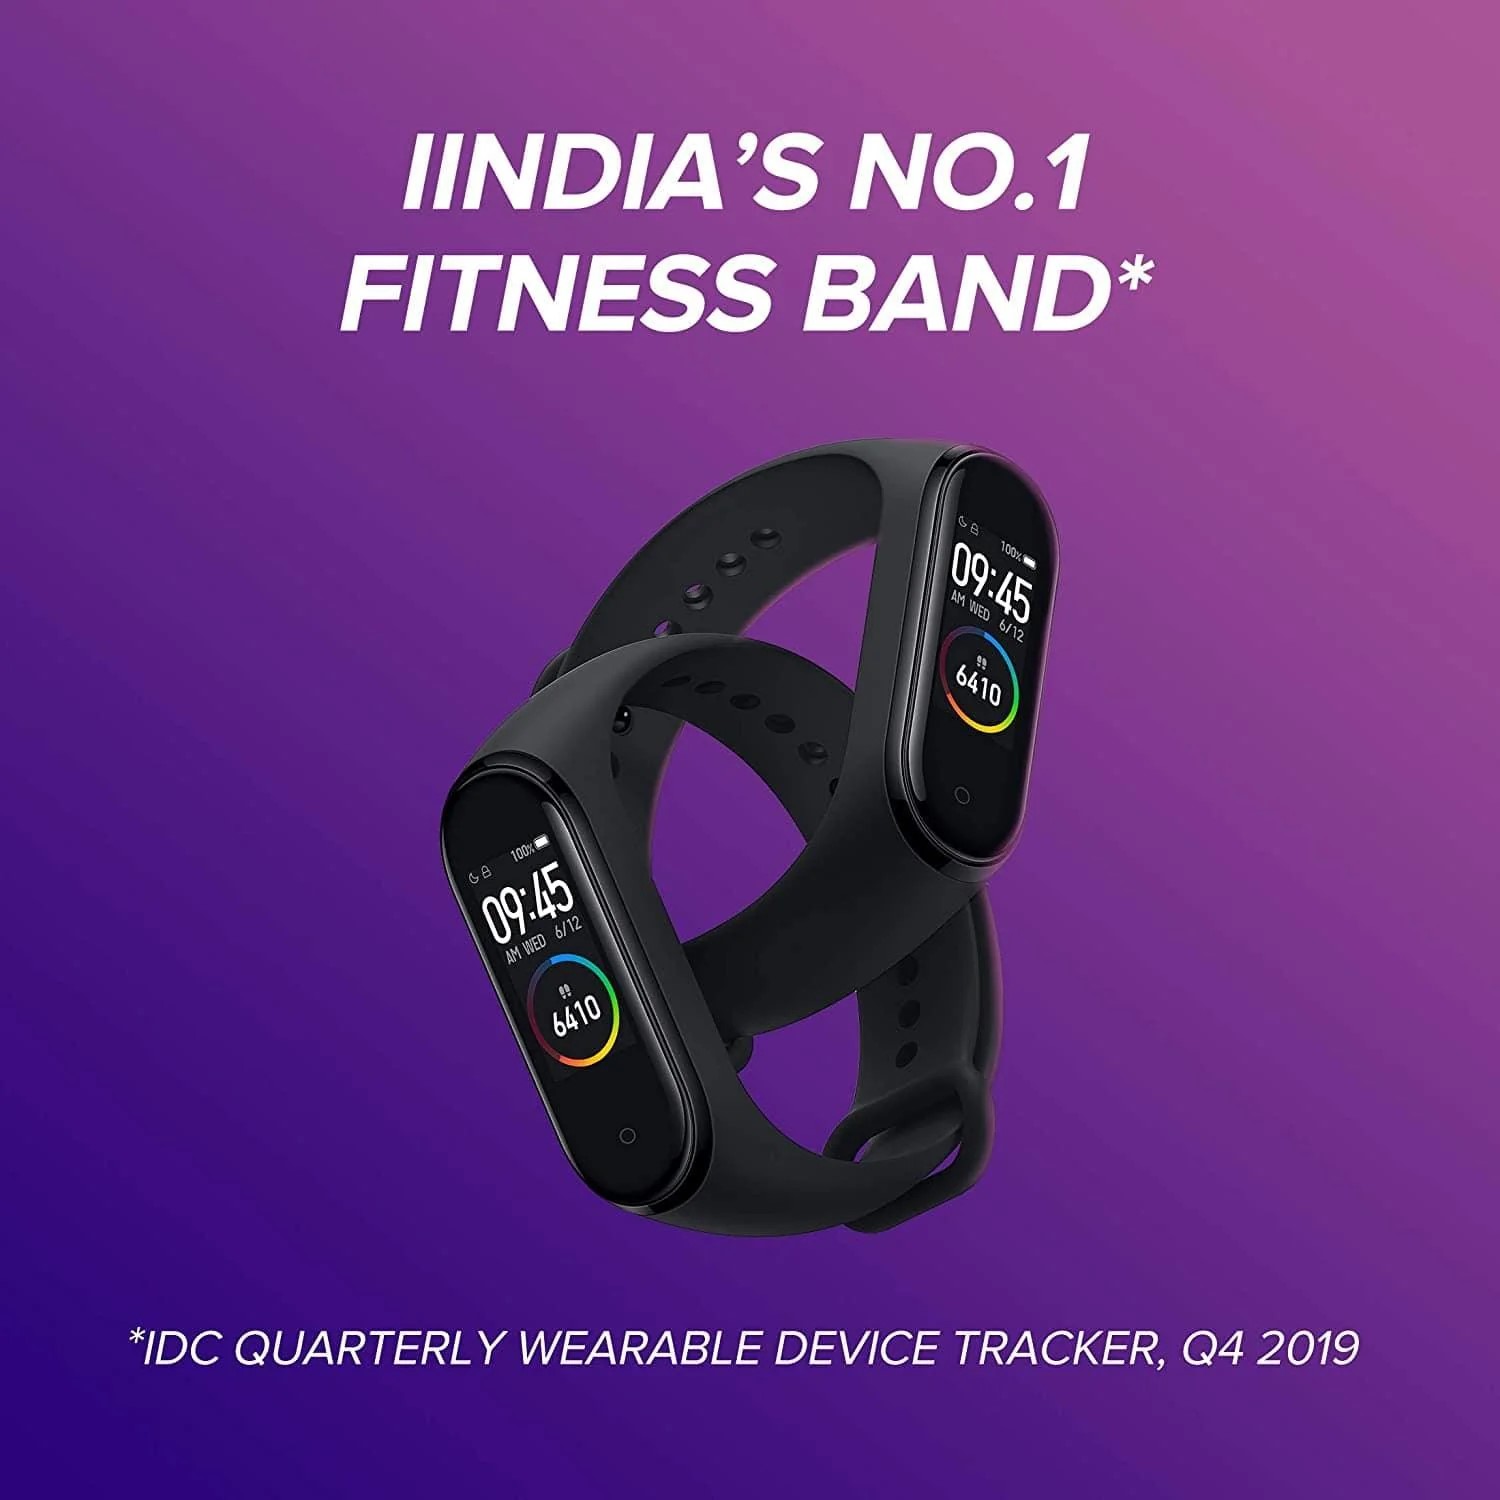 IINDIA'S NO.1
FITNESS BAND*
100%
09:45
AM WED 6/12
6410
100%
09:45
AM WED 6/12
6410
*IDC QUARTERLY WEARABLE DEVICE TRACKER, Q4 2019